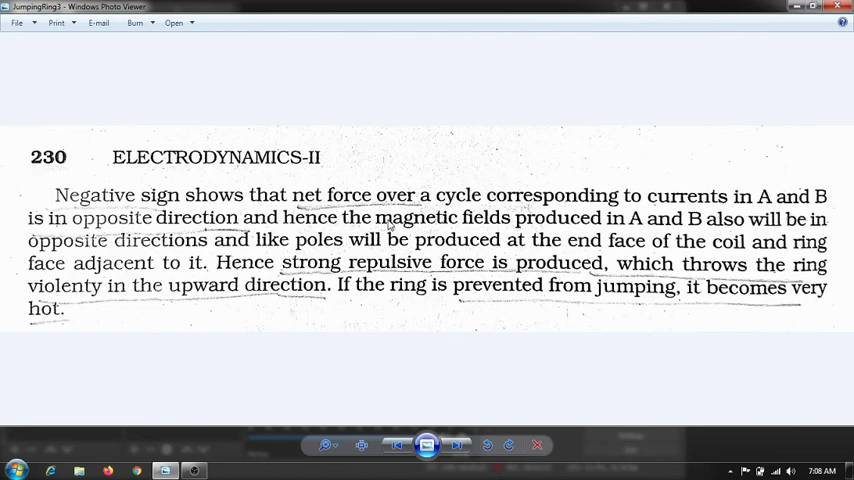 JumpingRing3 - Windows Photo Viewer
File Print E-mail Burn Open
230 ELECTRODYNAMICS-II
Negative sign shows that net force over a cycle corresponding to currents in A and B
is in opposite direction and hence the magnetic fields produced in A and B also will be in
opposite directions and like poles will be produced at the end face of the coil and ring
face adjacent to it. Hence strong repulsive force is produced, which throws the ring
violenty in the upward direction. If the ring is prevented from jumping, it becomes very
hot.
7:08 AM